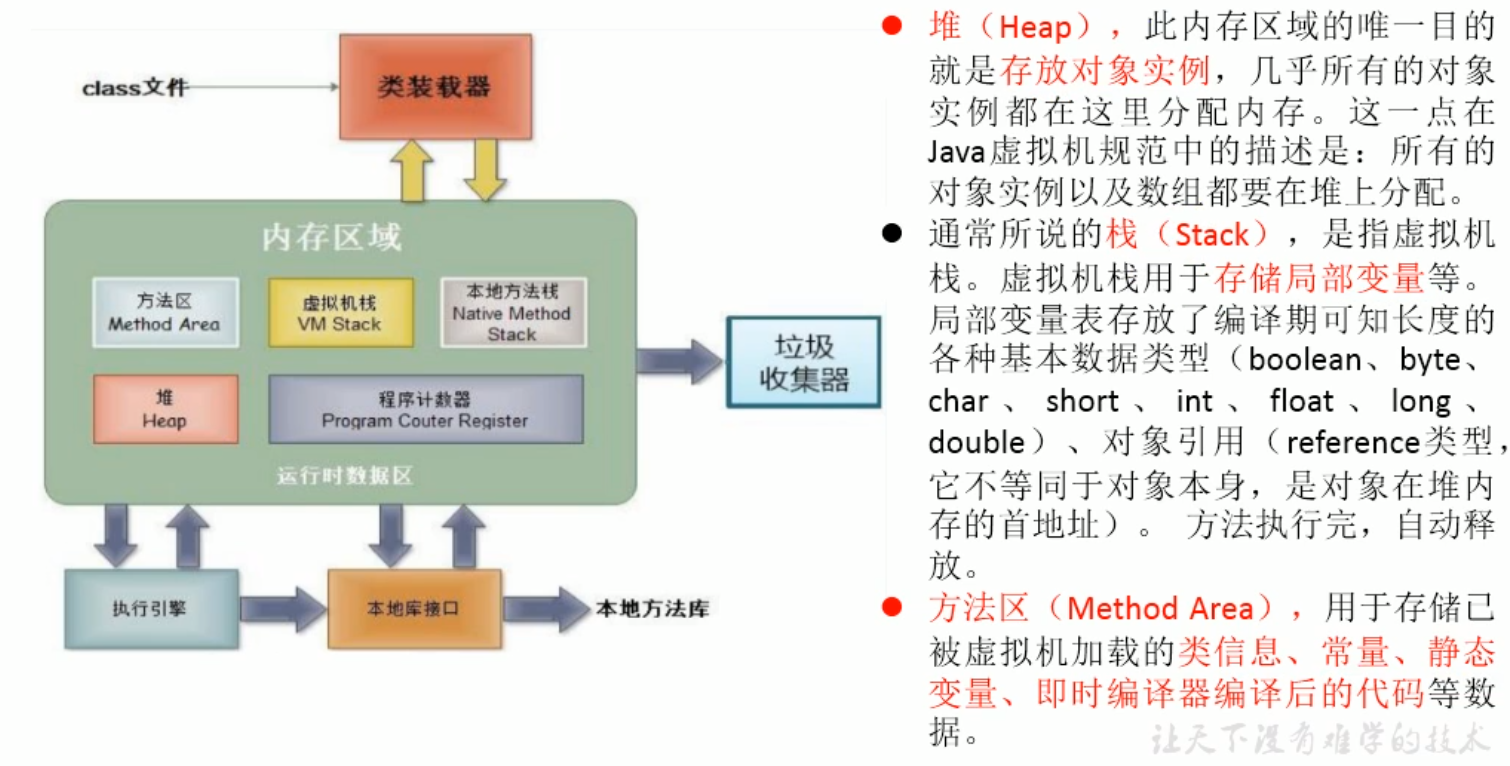 class文件
类装载器
内存区域
方法区
Method Area
虚拟机栈
VM Stack
本地方法栈
Native Method
Stack
堆
Heap
程序计数器
Program Couter Register
运行时数据区
垃圾
收集器
执行引擎
本地库接口
本地方法库
堆（Heap），此内存区域的唯一目的
就是存放对象实例，几乎所有的对象
实例都在这里分配内存。这一点在
Java虚拟机规范中的描述是：所有的
对象实例以及数组都要在堆上分配。
通常所说的栈（Stack），是指虚拟机
栈。虚拟机栈用于存储局部变量等。
局部变量表存放了编译期可知长度的
各种基本数据类型（boolean、byte、
char 、 short 、 int 、 float 、 long 、
double）、对象引用（reference类型，
它不等同于对象本身，是对象在堆内
存的首地址）。 方法执行完，自动释
放。
方法区（Method Area），用于存储已
被虚拟机加载的类信息、常量、静态
变量、即时编译器编译后的代码等数
据。
让天下没有难学的技术